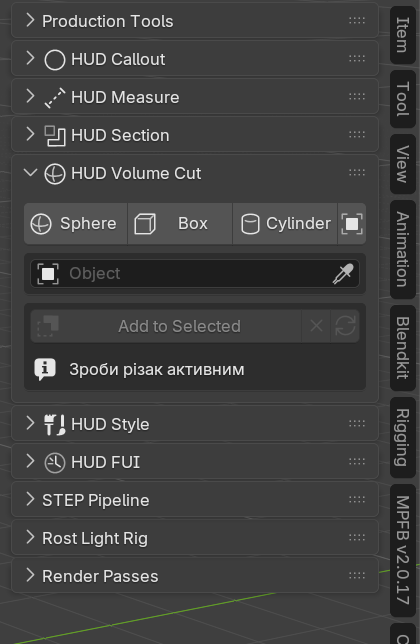 Production Tools
HUD Callout
HUD Measure
HUD Section
HUD Volume Cut
Sphere Box Cylinder
Object
Add to Selected
Зроби різак активним
HUD Style
HUD FUI
STEP Pipeline
Rost Light Rig
Render Passes
Item
Tool
View
Animation
Blendkit
Rigging
MPFB v2.0.17